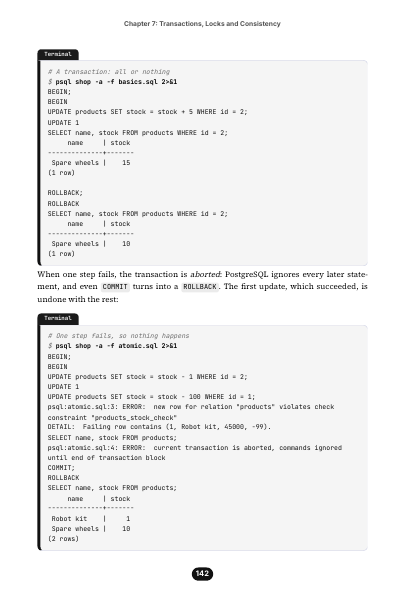 Chapter 7: Transactions, Locks and Consistency
Terminal
# A transaction: all or nothing
$ psql shop -a -f basics.sql 2>&1
BEGIN;
BEGIN
UPDATE products SET stock = stock + 5 WHERE id = 2;
UPDATE 1
SELECT name, stock FROM products WHERE id = 2;
     name     | stock
--------------+-------
 Spare wheels |    15
(1 row)

ROLLBACK;
ROLLBACK
SELECT name, stock FROM products WHERE id = 2;
     name     | stock
--------------+-------
 Spare wheels |    10
(1 row)
When one step fails, the transaction is aborted: PostgreSQL ignores every later state-
ment, and even COMMIT turns into a ROLLBACK. The first update, which succeeded, is
undone with the rest:
Terminal
# One step fails, so nothing happens
$ psql shop -a -f atomic.sql 2>&1
BEGIN;
BEGIN
UPDATE products SET stock = stock - 1 WHERE id = 2;
UPDATE 1
UPDATE products SET stock = stock - 100 WHERE id = 1;
psql:atomic.sql:3: ERROR:  new row for relation "products" violates check
constraint "products_stock_check"
DETAIL:  Failing row contains (1, Robot kit, 45000, -99).
SELECT name, stock FROM products;
psql:atomic.sql:4: ERROR:  current transaction is aborted, commands ignored
until end of transaction block
COMMIT;
ROLLBACK
SELECT name, stock FROM products;
     name     | stock
--------------+-------
 Robot kit    |     1
 Spare wheels |    10
(2 rows)
142